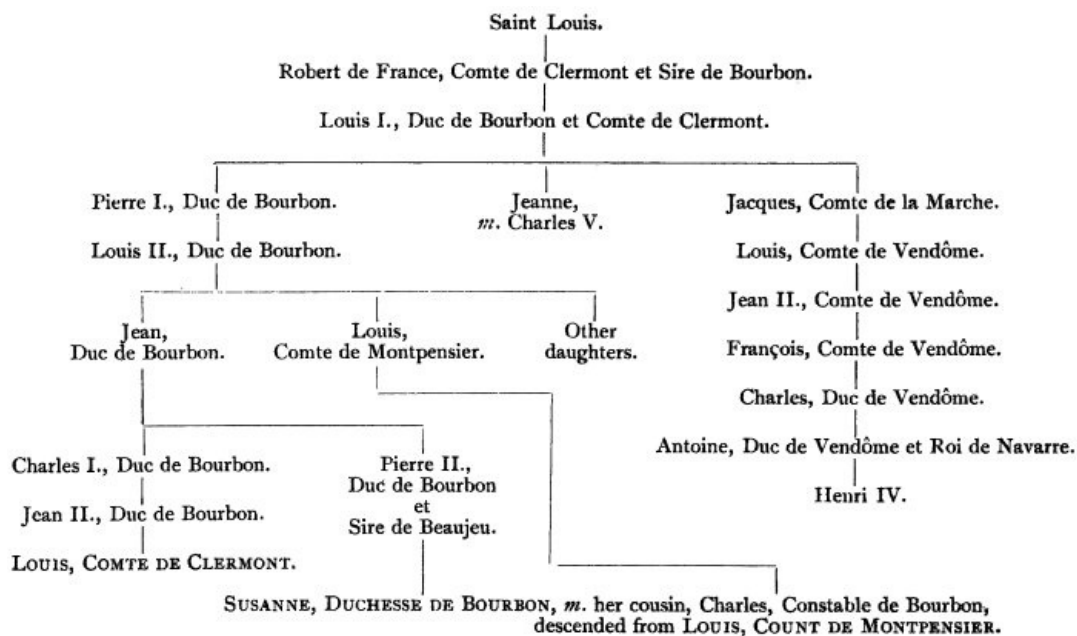 Saint Louis.
Robert de France, Comte de Clermont et Sire de Bourbon.
Louis I., Duc de Bourbon et Comte de Clermont.
Pierre I., Duc de Bourbon.
Jeanne,
m. Charles V.
Jacques, Comte de la Marche.
Louis II., Duc de Bourbon.
Louis, Comte de Vendôme.
Jean II., Comte de Vendôme.
Jean,
Duc de Bourbon.
Louis,
Comte de Montpensier.
Other
daughters.
François, Comte de Vendôme.
Charles, Duc de Vendôme.
Antoine, Duc de Vendôme et Roi de Navarre.
Henri IV.
Charles I., Duc de Bourbon.
Jean II., Duc de Bourbon.
Louis, Comte de Clermont.
Pierre II.,
Duc de Bourbon
et
Sire de Beaujeu.
Susanne, Duchesse de Bourbon, m. her cousin, Charles, Constable de Bourbon,
descended from Louis, Count de Montpensier.